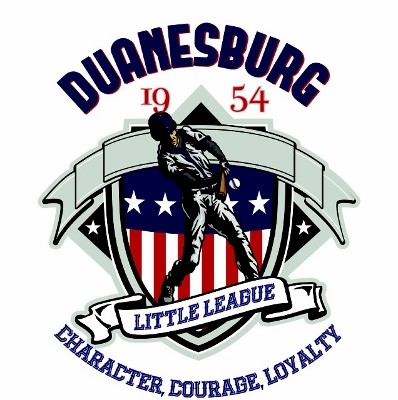 DUANESBURG
19 54
LITTLE LEAGUE
CHARACTER, COURAGE, LOYALTY